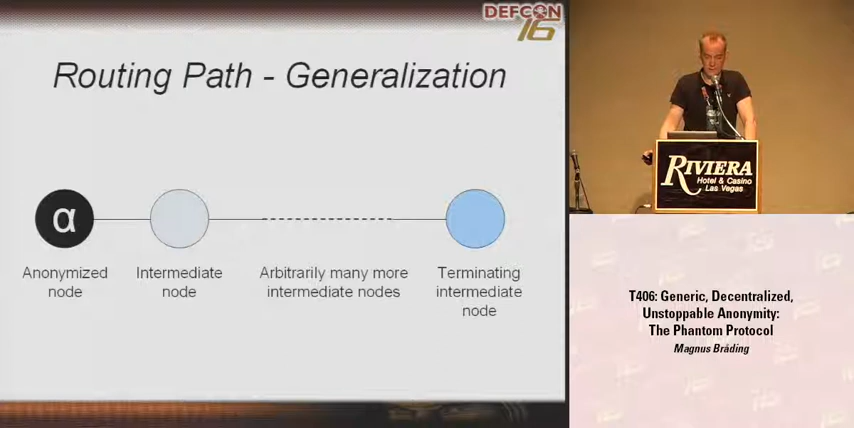 DEFCON
16
Routing Path - Generalization
α
Anonymized
node
Intermediate
node
Arbitrarily many more
intermediate nodes
Terminating
intermediate
node
RIVIERA
Hotel & Casino
Las Vegas
T406: Generic, Decentralized,
Unstoppable Anonymity:
The Phantom Protocol
Magnus Bråding